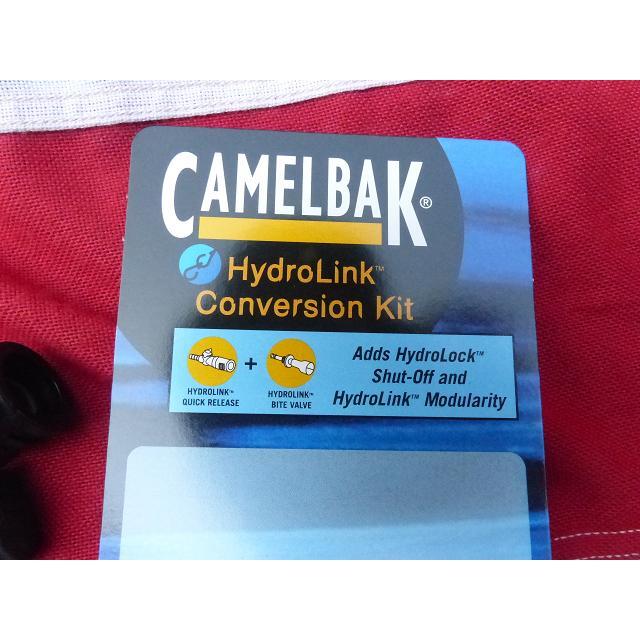 CAMELBAK®
HydroLink™
Conversion Kit
HYDROLINK™
QUICK RELEASE
+
HYDROLINK™
BITE VALVE
Adds HydroLock™
Shut-Off and
HydroLink™ Modularity